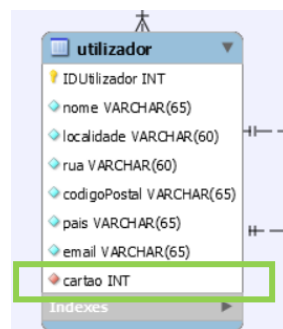 utilizador
IDUtilizador INT
nome VARCHAR(65)
localidade VARCHAR(60)
rua VARCHAR(60)
codigoPostal VARCHAR(65)
pais VARCHAR(65)
email VARCHAR(65)
cartao INT
Indexes